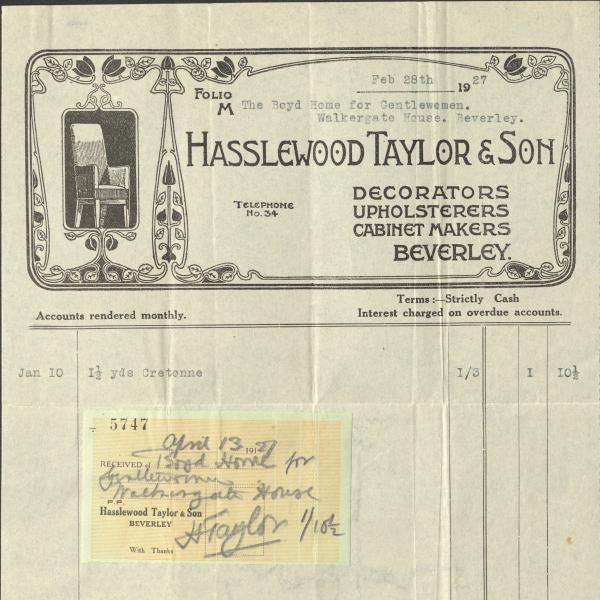 Feb 28th 1927
FOLIO
M The Boyd Home for Gentlewomen.
Walkergate House. Beverley.
HASSLEWOOD TAYLOR & SON
TELEPHONE
No. 34
DECORATORS
UPHOLSTERERS
CABINET MAKERS
BEVERLEY.
Terms:—Strictly Cash
Accounts rendered monthly.
Interest charged on overdue accounts.
Jan 10 1½ yds Cretonne 1/3 1 10½
5747
April 13 1927
RECEIVED of Boyd Home for
Gentlewomen
Walkergate House
P.P.
Hasslewood Taylor & Son
BEVERLEY
H Taylor 1/10½
With Thanks